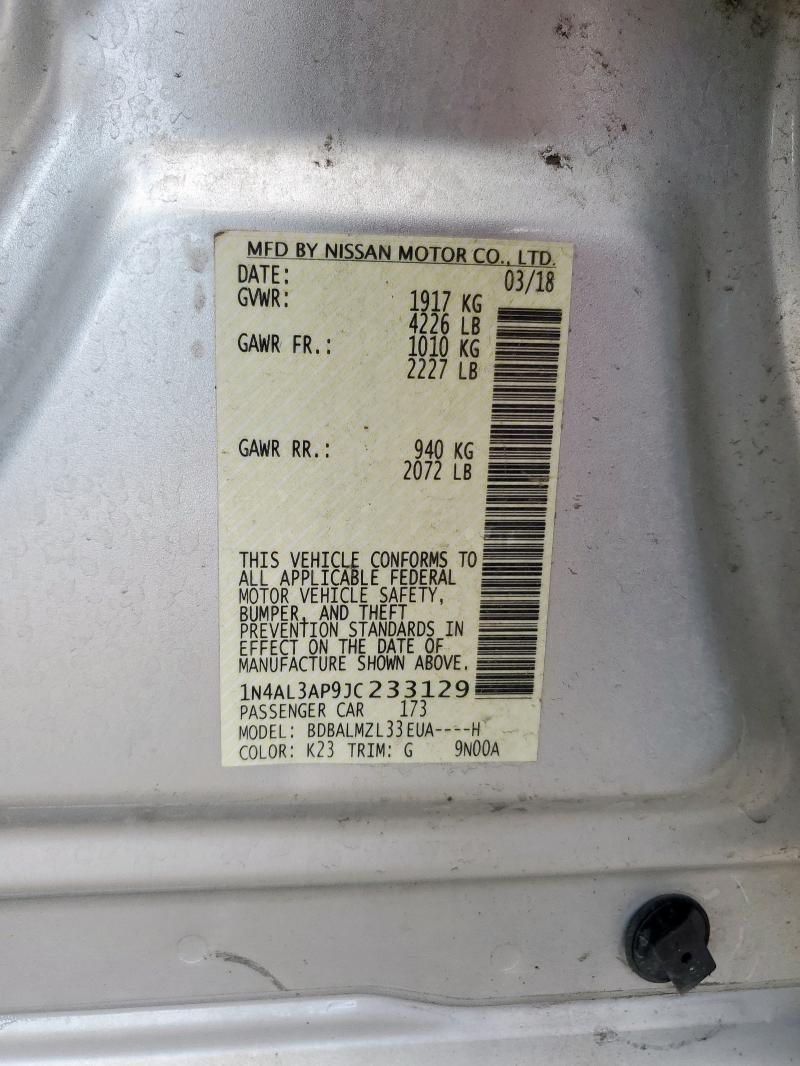 MFD BY NISSAN MOTOR CO., LTD.
DATE: 03/18
GVWR: 1917 KG
4226 LB
GAWR FR.: 1010 KG
2227 LB
GAWR RR.: 940 KG
2072 LB
THIS VEHICLE CONFORMS TO
ALL APPLICABLE FEDERAL
MOTOR VEHICLE SAFETY,
BUMPER, AND THEFT
PREVENTION STANDARDS IN
EFFECT ON THE DATE OF
MANUFACTURE SHOWN ABOVE.
1N4AL3AP9JC233129
PASSENGER CAR 173
MODEL: BDBALMZL33EUA----H
COLOR: K23 TRIM: G 9N00A